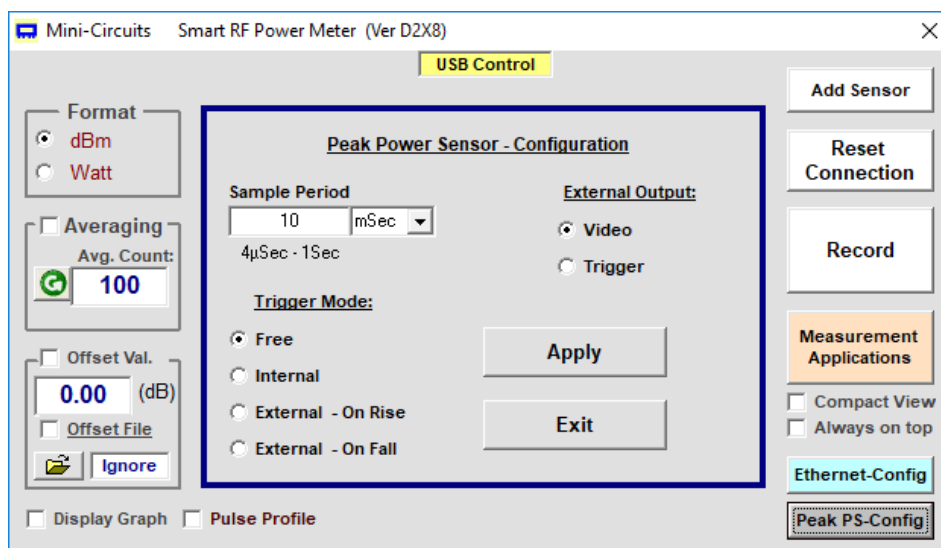 Mini-Circuits Smart RF Power Meter (Ver D2X8)
USB Control
Format
dBm
Watt
Averaging
Avg. Count:
100
Offset Val.
0.00 (dB)
Offset File
Ignore
Display Graph
Pulse Profile
Peak Power Sensor - Configuration
Sample Period
10 mSec
4µSec - 1Sec
Trigger Mode:
Free
Internal
External - On Rise
External - On Fall
External Output:
Video
Trigger
Apply
Exit
Add Sensor
Reset
Connection
Record
Measurement
Applications
Compact View
Always on top
Ethernet-Config
Peak PS-Config